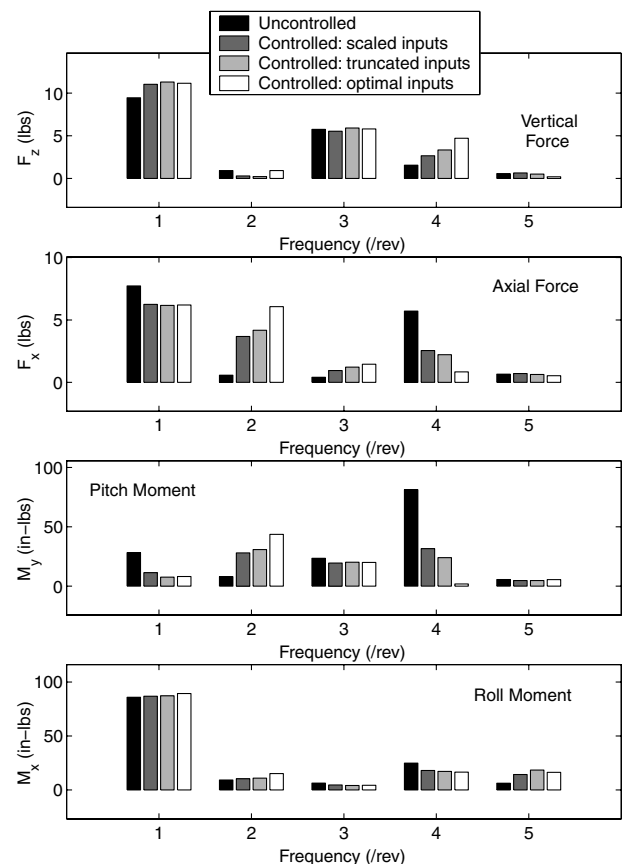 Uncontrolled
Controlled: scaled inputs
Controlled: truncated inputs
Controlled: optimal inputs
10
5
0
F_z (lbs)
Vertical
Force
1 2 3 4 5
Frequency (/rev)
10
5
0
F_x (lbs)
Axial Force
1 2 3 4 5
Frequency (/rev)
100
50
0
M_y (in−lbs)
Pitch Moment
1 2 3 4 5
Frequency (/rev)
100
50
0
M_x (in−lbs)
Roll Moment
1 2 3 4 5
Frequency (/rev)